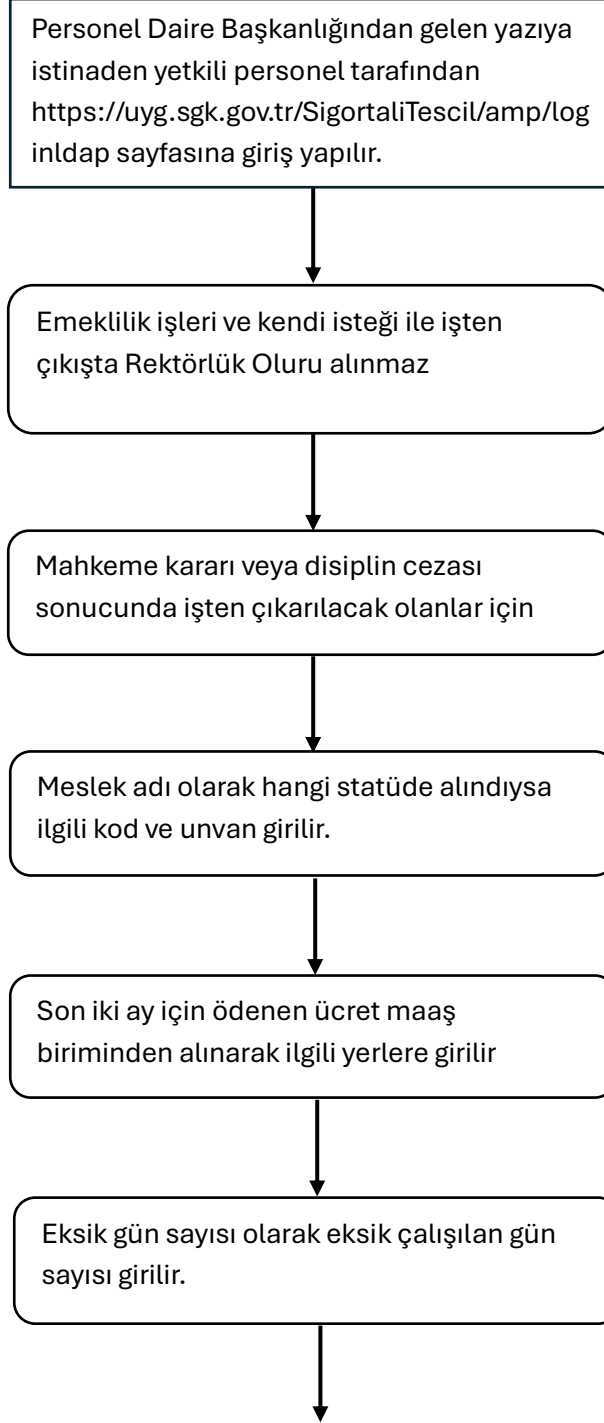 Personel Daire Başkanlığından gelen yazıya
istinaden yetkili personel tarafından
https://uyg.sgk.gov.tr/SigortaliTescil/amp/log
inldap sayfasına giriş yapılır.
Emeklilik işleri ve kendi isteği ile işten
çıkışta Rektörlük Oluru alınmaz
Mahkeme kararı veya disiplin cezası
sonucunda işten çıkarılacak olanlar için
Meslek adı olarak hangi statüde alındıysa
ilgili kod ve unvan girilir.
Son iki ay için ödenen ücret maaş
biriminden alınarak ilgili yerlere girilir
Eksik gün sayısı olarak eksik çalışılan gün
sayısı girilir.